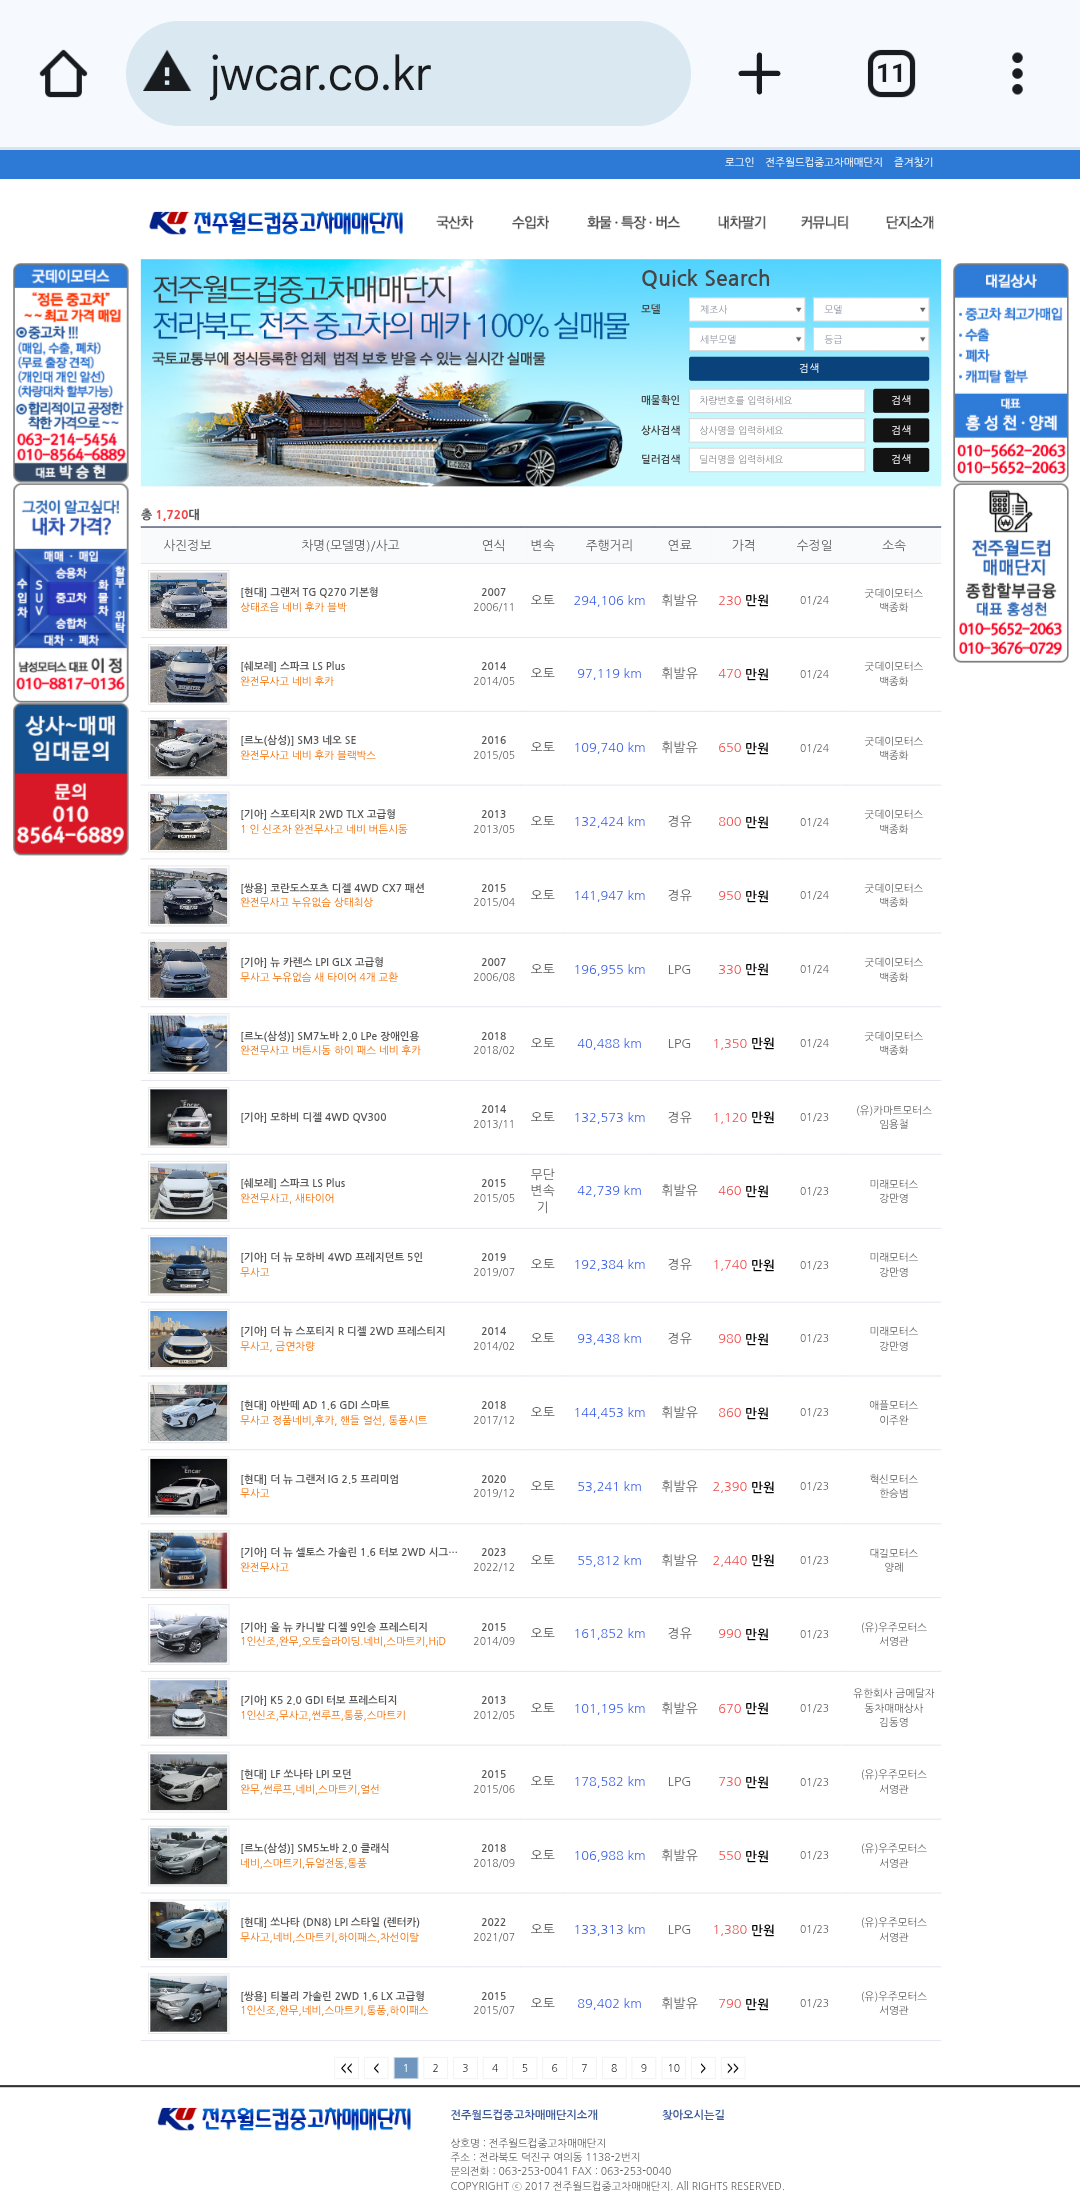 jwcar.co.kr
11
로그인 전주월드컵중고차매매단지 즐겨찾기
전주월드컵중고차매매단지 국산차 수입차 화물 · 특장 · 버스 내차팔기 커뮤니티 단지소개
굿데이모터스
"정든 중고차"
~~최고 가격 매입
중고차 !!!
(매입, 수출, 폐차)
(무료 출장 견적)
(개인대 개인 알선)
(차량대차 할부가능)
합리적이고 공정한
착한 가격으로~~
063-214-5454
010-8564-6889
대표 박 승 현
그것이 알고싶다!
내차 가격?
매매 · 매입
승용차
수입차
SUV
중고차
화물차
할부 · 위탁
승합차
대차 · 폐차
남성모터스 대표 이 정
010-8817-0136
상사~매매
임대문의
문의
010
8564-6889
전주월드컵중고차매매단지
전라북도 전주 중고차의 메카 100% 실매물
국토교통부에 정식등록한 업체 법적 보호 받을 수 있는 실시간 실매물
Quick Search
모델 제조사 모델
세부모델 등급
검색
매물확인 차량번호를 입력하세요 검색
상사검색 상사명을 입력하세요 검색
딜러검색 딜러명을 입력하세요 검색
대길상사
· 중고차 최고가매입
· 수출
· 폐차
· 캐피탈 할부
대표
홍 성 천 · 양례
010-5662-2063
010-5652-2063
전주월드컵
매매단지
종합할부금융
대표 홍성천
010-5652-2063
010-3676-0729
총 1,720대
사진정보 차명(모델명)/사고 연식 변속 주행거리 연료 가격 수정일 소속
[현대] 그랜저 TG Q270 기본형 2007 오토 294,106 km 휘발유 230 만원 01/24 굿데이모터스
상태조음 네비 후카 블박 2006/11 백종화
[쉐보레] 스파크 LS Plus 2014 오토 97,119 km 휘발유 470 만원 01/24 굿데이모터스
완전무사고 네비 후카 2014/05 백종화
[르노(삼성)] SM3 네오 SE 2016 오토 109,740 km 휘발유 650 만원 01/24 굿데이모터스
완전무사고 네비 후카 블랙박스 2015/05 백종화
[기아] 스포티지R 2WD TLX 고급형 2013 오토 132,424 km 경유 800 만원 01/24 굿데이모터스
1 인 신조차 완전무사고 네비 버튼시동 2013/05 백종화
[쌍용] 코란도스포츠 디젤 4WD CX7 패션 2015 오토 141,947 km 경유 950 만원 01/24 굿데이모터스
완전무사고 누유없슴 상태최상 2015/04 백종화
[기아] 뉴 카렌스 LPI GLX 고급형 2007 오토 196,955 km LPG 330 만원 01/24 굿데이모터스
무사고 누유없슴 새 타이어 4개 교환 2006/08 백종화
[르노(삼성)] SM7노바 2.0 LPe 장애인용 2018 오토 40,488 km LPG 1,350 만원 01/24 굿데이모터스
완전무사고 버튼시동 하이 패스 네비 후카 2018/02 백종화
Encar
[기아] 모하비 디젤 4WD QV300 2014 오토 132,573 km 경유 1,120 만원 01/23 (유)카마트모터스
2013/11 임용철
[쉐보레] 스파크 LS Plus 2015 무단변속기 42,739 km 휘발유 460 만원 01/23 미래모터스
완전무사고, 새타이어 2015/05 강만영
[기아] 더 뉴 모하비 4WD 프레지던트 5인 2019 오토 192,384 km 경유 1,740 만원 01/23 미래모터스
무사고 2019/07 강만영
[기아] 더 뉴 스포티지 R 디젤 2WD 프레스티지 2014 오토 93,438 km 경유 980 만원 01/23 미래모터스
무사고, 금연차량 2014/02 강만영
[현대] 아반떼 AD 1.6 GDI 스마트 2018 오토 144,453 km 휘발유 860 만원 01/23 애플모터스
무사고 정품네비,후카, 핸들 열선, 통풍시트 2017/12 이주완
Encar
[현대] 더 뉴 그랜저 IG 2.5 프리미엄 2020 오토 53,241 km 휘발유 2,390 만원 01/23 혁신모터스
무사고 2019/12 한승범
[기아] 더 뉴 셀토스 가솔린 1.6 터보 2WD 시그… 2023 오토 55,812 km 휘발유 2,440 만원 01/23 대길모터스
완전무사고 2022/12 양례
[기아] 올 뉴 카니발 디젤 9인승 프레스티지 2015 오토 161,852 km 경유 990 만원 01/23 (유)우주모터스
1인신조,완무,오토슬라이딩.네비,스마트키,HiD 2014/09 서영관
[기아] K5 2.0 GDI 터보 프레스티지 2013 오토 101,195 km 휘발유 670 만원 01/23 유한회사 금메달자동차매매상사
1인신조,무사고,썬루프,통풍,스마트키 2012/05 김동영
[현대] LF 쏘나타 LPI 모던 2015 오토 178,582 km LPG 730 만원 01/23 (유)우주모터스
완무,썬루프,네비,스마트키,열선 2015/06 서영관
[르노(삼성)] SM5노바 2.0 클래식 2018 오토 106,988 km 휘발유 550 만원 01/23 (유)우주모터스
네비,스마트키,듀얼전동,통풍 2018/09 서영관
[현대] 쏘나타 (DN8) LPI 스타일 (렌터카) 2022 오토 133,313 km LPG 1,380 만원 01/23 (유)우주모터스
무사고,네비,스마트키,하이패스,차선이탈 2021/07 서영관
[쌍용] 티볼리 가솔린 2WD 1.6 LX 고급형 2015 오토 89,402 km 휘발유 790 만원 01/23 (유)우주모터스
1인신조,완무,네비,스마트키,통풍,하이패스 2015/07 서영관
<< < 1 2 3 4 5 6 7 8 9 10 > >>
전주월드컵중고차매매단지 전주월드컵중고차매매단지소개 찾아오시는길
상호명 : 전주월드컵중고차매매단지
주소 : 전라북도 덕진구 여의동 1138-2번지
문의전화 : 063-253-0041 FAX : 063-253-0040
COPYRIGHT ⓒ 2017 전주월드컵중고차매매단지. All RIGHTS RESERVED.